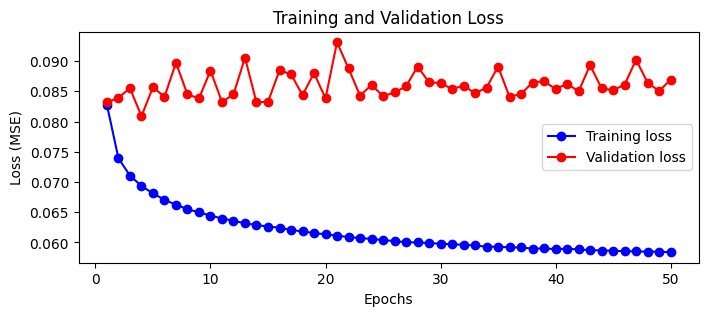 Training and Validation Loss
0.090
0.085
0.080
0.075
0.070
0.065
0.060
Loss (MSE)
Training loss
Validation loss
0 10 20 30 40 50
Epochs